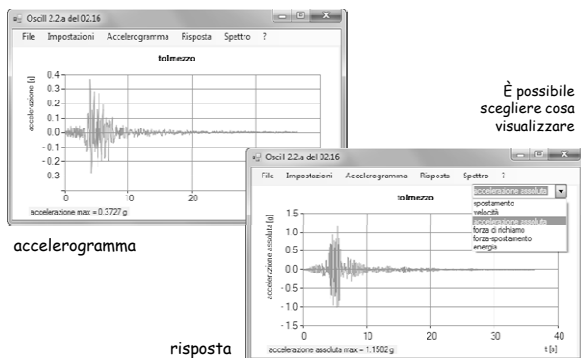 Oscill 2.2.a del 02.16
File Impostazioni Accelerogramma Risposta Spettro ?
tolmezzo
accelerazione [g]
0.4
0.3
0.2
0.1
0.0
-0.1
-0.2
0.3
0 20
accelerazione max = 0.3727 g
accelerogramma
È possibile
scegliere cosa
visualizzare
Oscill 2.2.a del 02.16
File Impostazioni Accelerogramma Risposta Spettro ?
tolmezzo
accelerazione assoluta
spostamento
velocità
accelerazione assoluta
forza di richiamo
forza-spostamento
energia
accelerazione assoluta [g]
1.5
1.0
0.5
0.0
-0.5
-1.0
-1.5
0 10 20 30 40
accelerazione assoluta max = 1.1502 g
t [s]
risposta